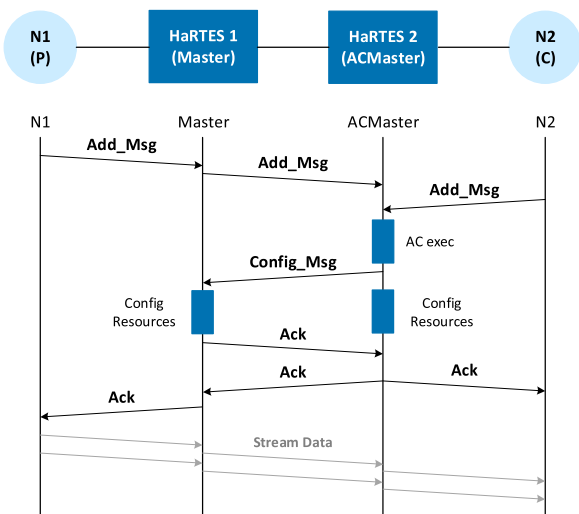 N1
(P)
HaRTES 1
(Master)
HaRTES 2
(ACMaster)
N2
(C)
N1
Master
ACMaster
N2
Add_Msg
Add_Msg
Add_Msg
AC exec
Config_Msg
Config
Resources
Config
Resources
Ack
Ack
Ack
Ack
Stream Data